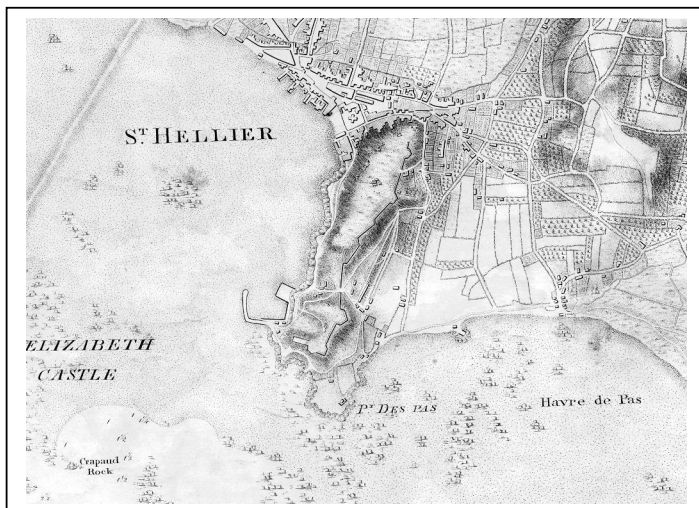 ST. HELLIER
ELIZABETH
CASTLE
PT. DES PAS
Havre de Pas
Crapaud
Rock